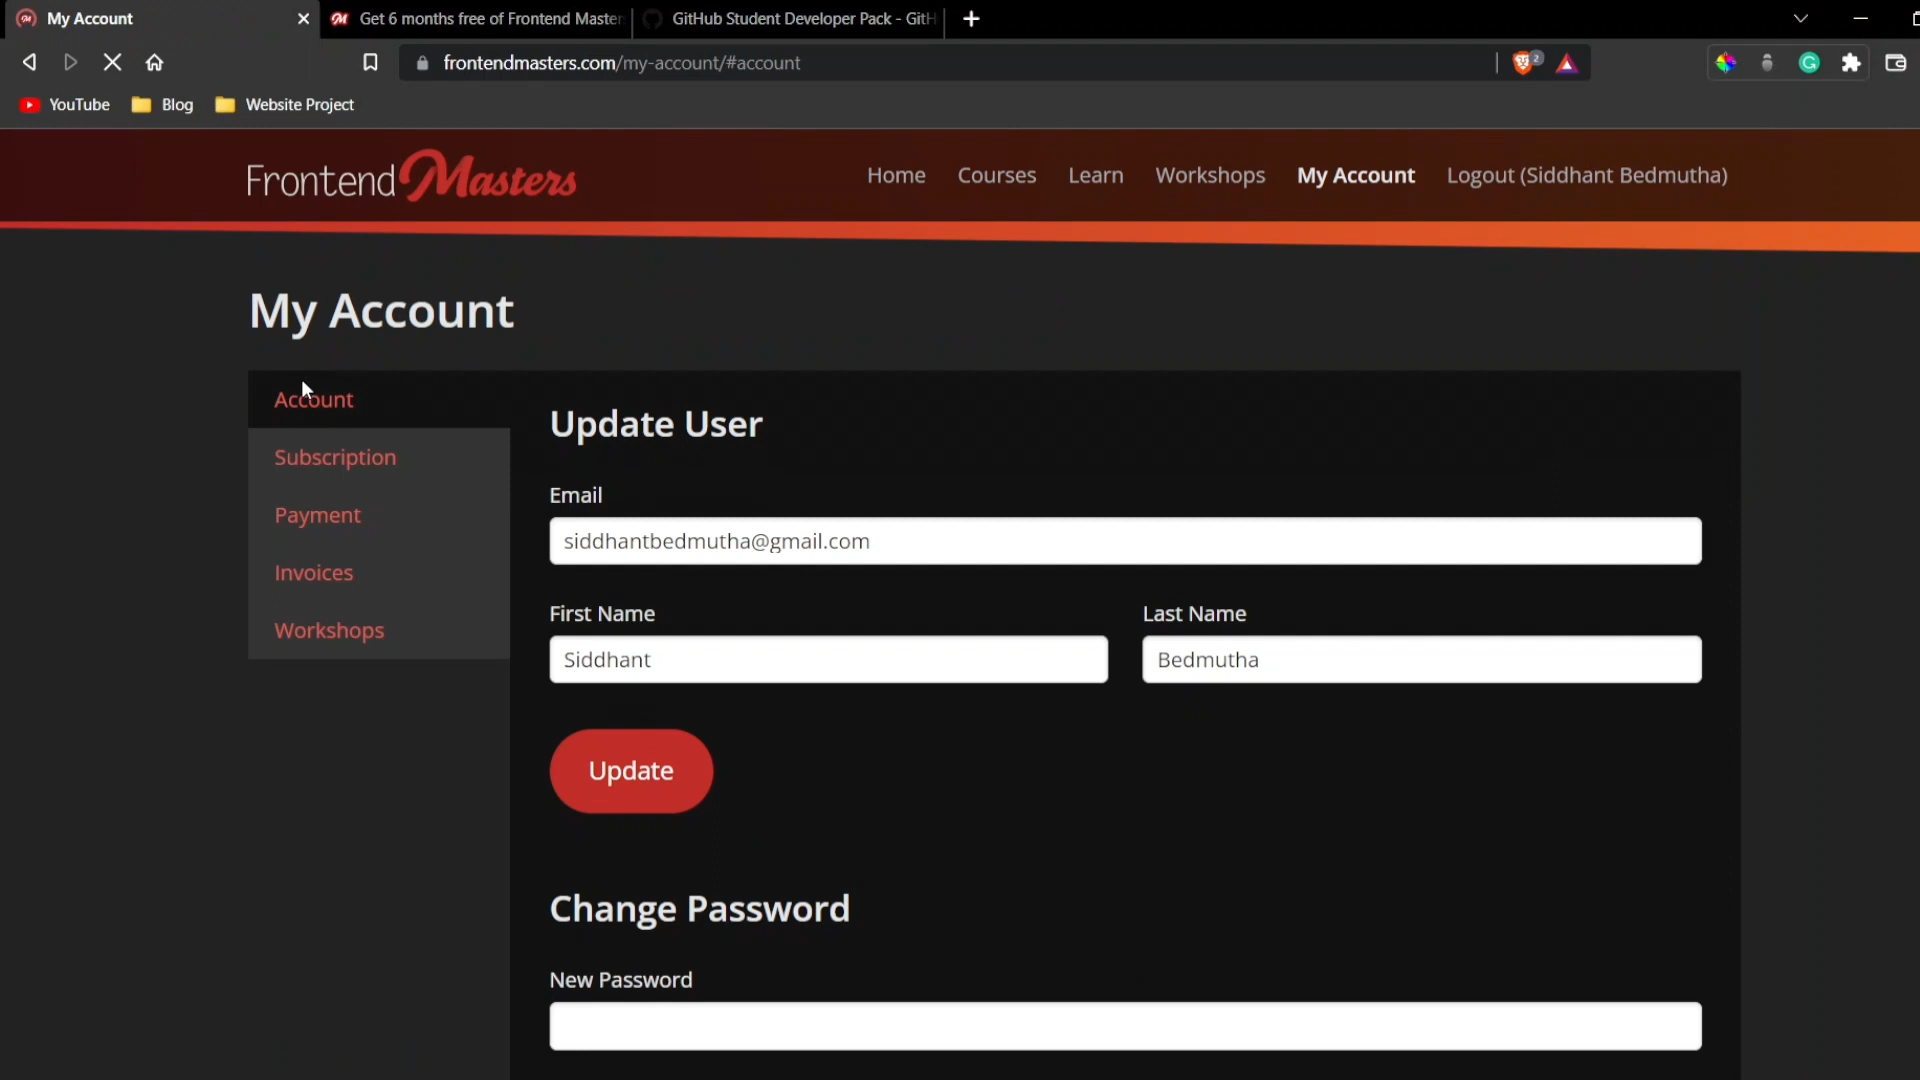 My Account
Get 6 months free of Frontend Master
GitHub Student Developer Pack - GitH
frontendmasters.com/my-account/#account
2
YouTube
Blog
Website Project
Frontend Masters
Home
Courses
Learn
Workshops
My Account
Logout (Siddhant Bedmutha)
My Account
Account
Subscription
Payment
Invoices
Workshops
Update User
Email
siddhantbedmutha@gmail.com
First Name
Last Name
Siddhant
Bedmutha
Update
Change Password
New Password